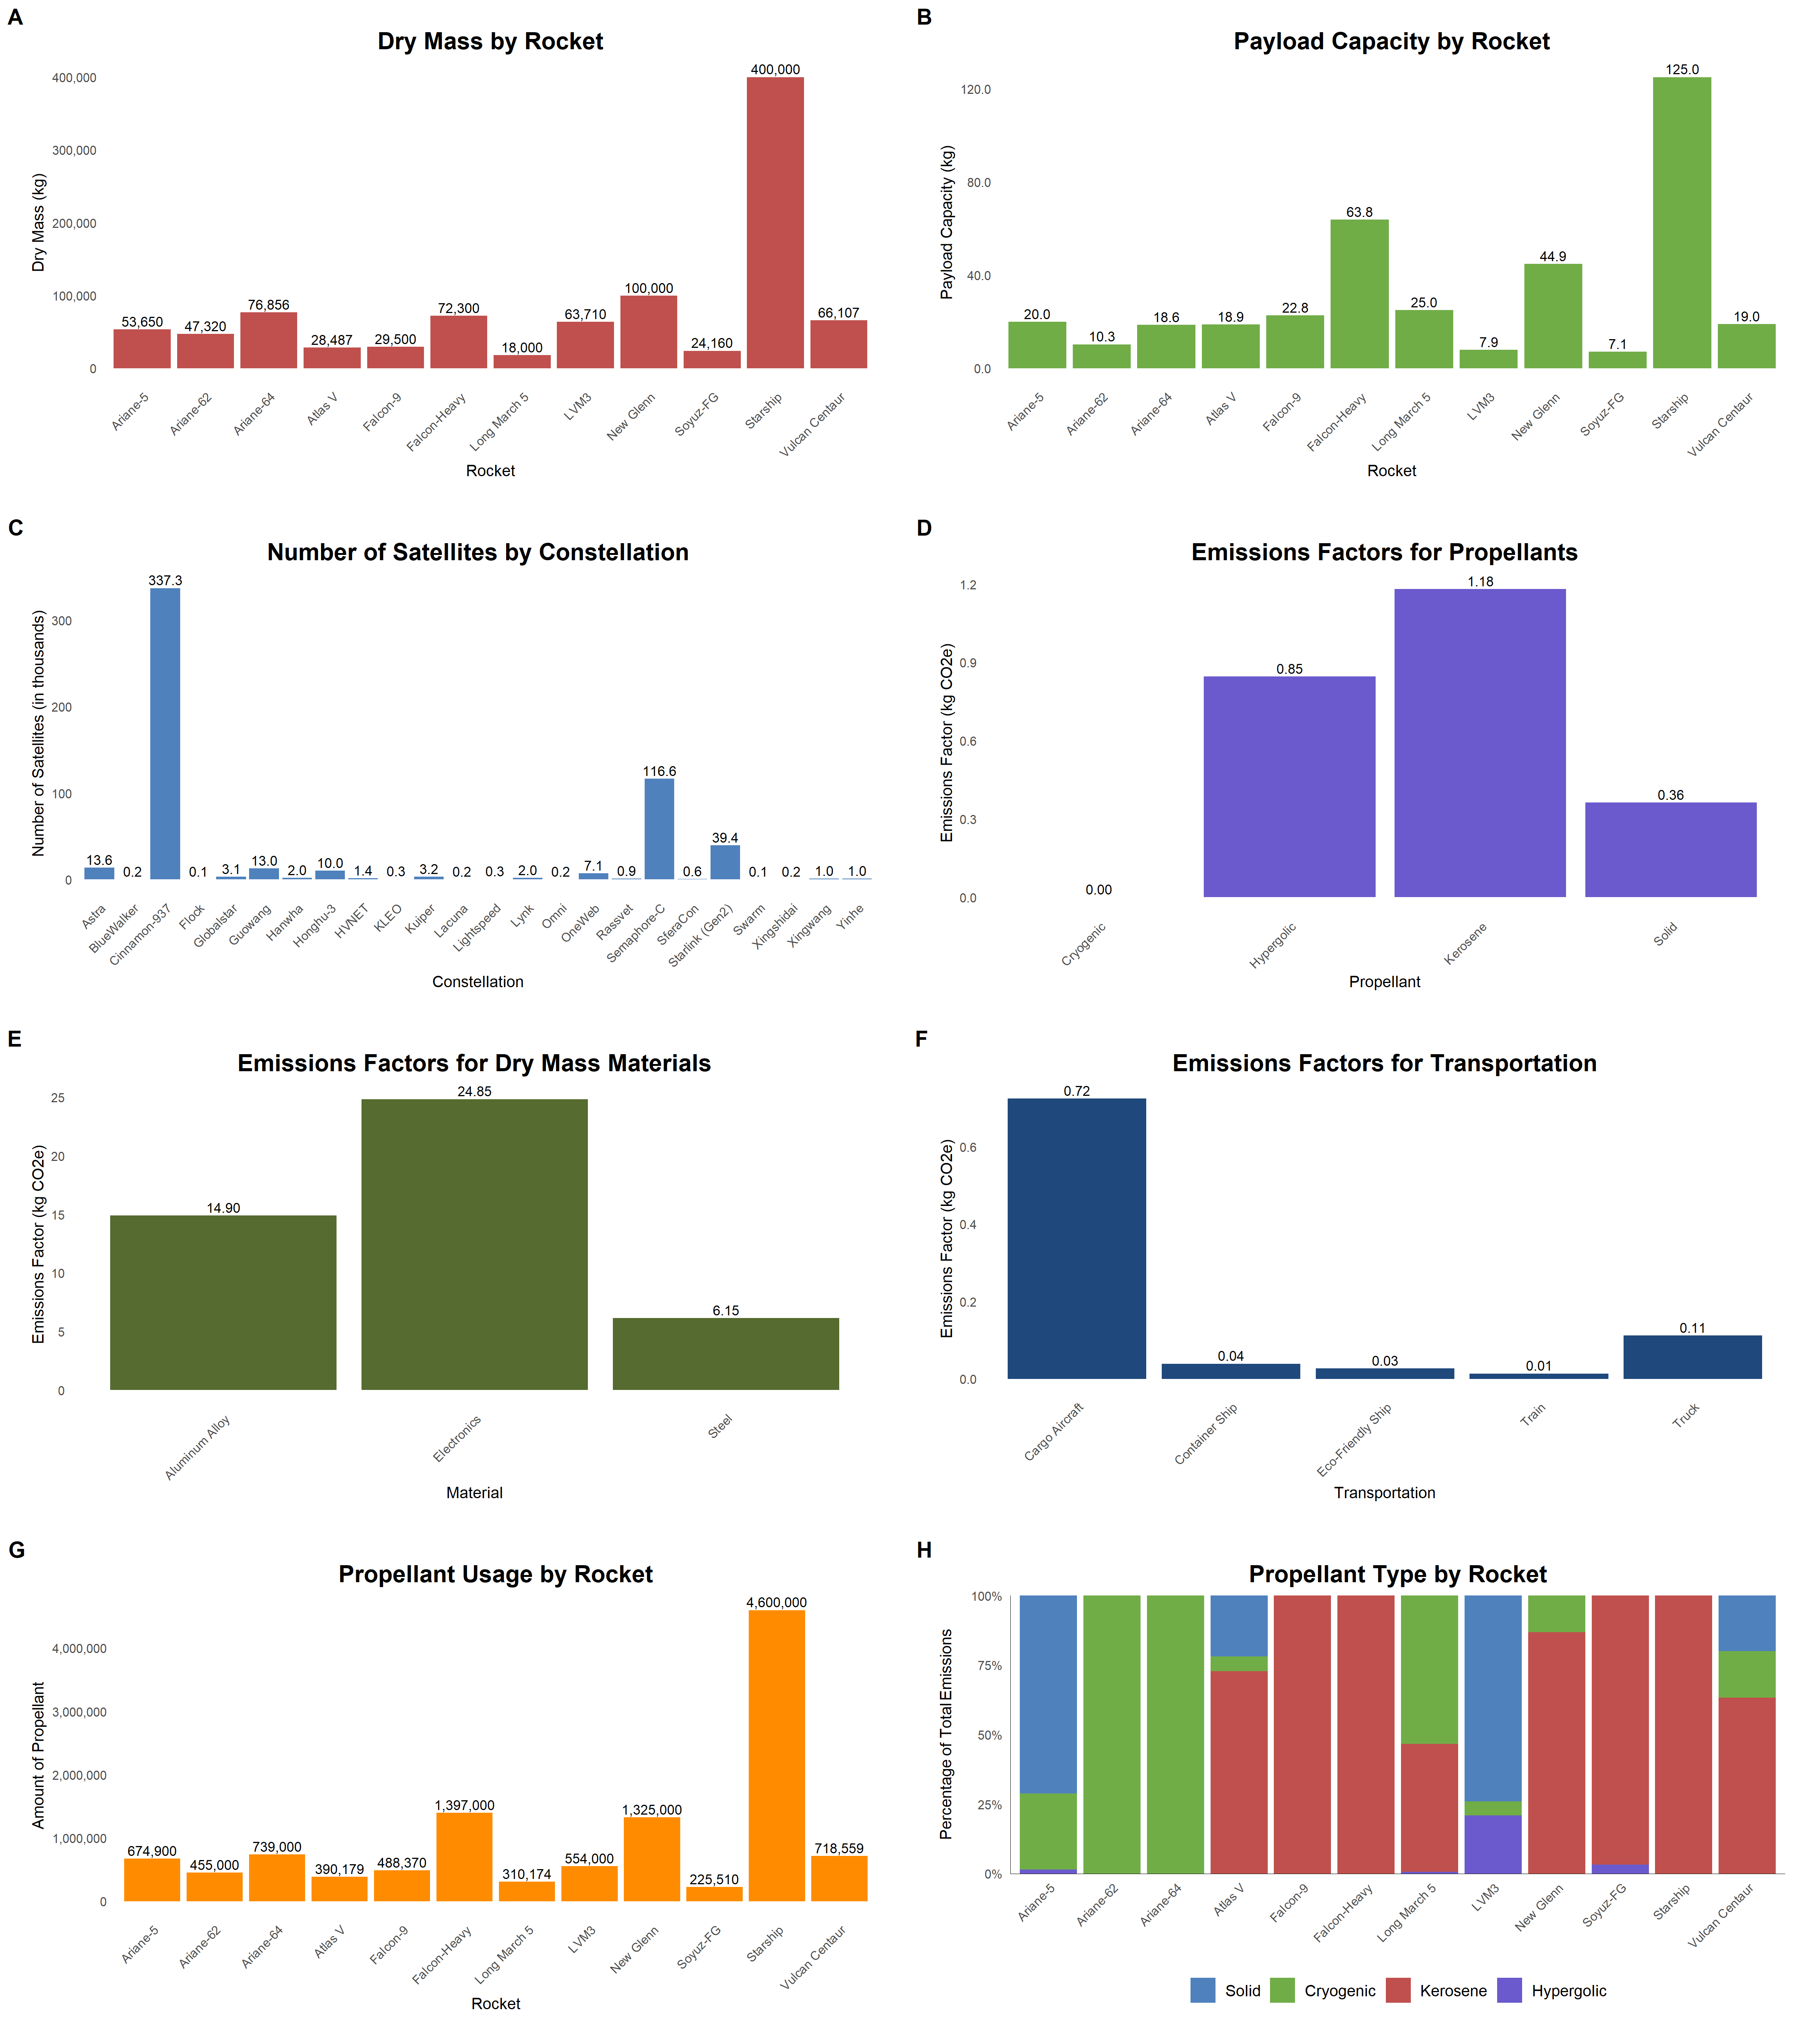 A
Dry Mass by Rocket
Dry Mass (kg)
400,000
300,000
200,000
100,000
0
53,650
47,320
76,856
28,487
29,500
72,300
18,000
63,710
100,000
24,160
400,000
66,107
Ariane-5
Ariane-62
Ariane-64
Atlas V
Falcon-9
Falcon-Heavy
Long March 5
LVM3
New Glenn
Soyuz-FG
Starship
Vulcan Centaur
Rocket
B
Payload Capacity by Rocket
Payload Capacity (kg)
120.0
80.0
40.0
0.0
20.0
10.3
18.6
18.9
22.8
63.8
25.0
7.9
44.9
7.1
125.0
19.0
Ariane-5
Ariane-62
Ariane-64
Atlas V
Falcon-9
Falcon-Heavy
Long March 5
LVM3
New Glenn
Soyuz-FG
Starship
Vulcan Centaur
Rocket
C
Number of Satellites by Constellation
Number of Satellites (in thousands)
300
200
100
0
13.6
0.2
337.3
0.1
3.1
13.0
2.0
10.0
1.4
0.3
3.2
0.2
0.3
2.0
0.2
7.1
0.9
116.6
0.6
39.4
0.1
0.2
1.0
1.0
Astra
BlueWalker
Cinnamon-937
Flock
Globalstar
Guowang
Hanwha
Honghu-3
HVNET
KLEO
Kuiper
Lacuna
Lightspeed
Lynk
Omni
OneWeb
Rassvet
Semaphore-C
SferaCon
Starlink (Gen2)
Swarm
Xingshidai
Xingwang
Yinhe
Constellation
D
Emissions Factors for Propellants
Emissions Factor (kg CO2e)
1.2
0.9
0.6
0.3
0.0
0.00
0.85
1.18
0.36
Cryogenic
Hypergolic
Kerosene
Solid
Propellant
E
Emissions Factors for Dry Mass Materials
Emissions Factor (kg CO2e)
25
20
15
10
5
0
14.90
24.85
6.15
Aluminum Alloy
Electronics
Steel
Material
F
Emissions Factors for Transportation
Emissions Factor (kg CO2e)
0.6
0.4
0.2
0.0
0.72
0.04
0.03
0.01
0.11
Cargo Aircraft
Container Ship
Eco-Friendly Ship
Train
Truck
Transportation
G
Propellant Usage by Rocket
Amount of Propellant
4,000,000
3,000,000
2,000,000
1,000,000
0
674,900
455,000
739,000
390,179
488,370
1,397,000
310,174
554,000
1,325,000
225,510
4,600,000
718,559
Ariane-5
Ariane-62
Ariane-64
Atlas V
Falcon-9
Falcon-Heavy
Long March 5
LVM3
New Glenn
Soyuz-FG
Starship
Vulcan Centaur
Rocket
H
Propellant Type by Rocket
Percentage of Total Emissions
100%
75%
50%
25%
0%
Ariane-5
Ariane-62
Ariane-64
Atlas V
Falcon-9
Falcon-Heavy
Long March 5
LVM3
New Glenn
Soyuz-FG
Starship
Vulcan Centaur
Solid
Cryogenic
Kerosene
Hypergolic